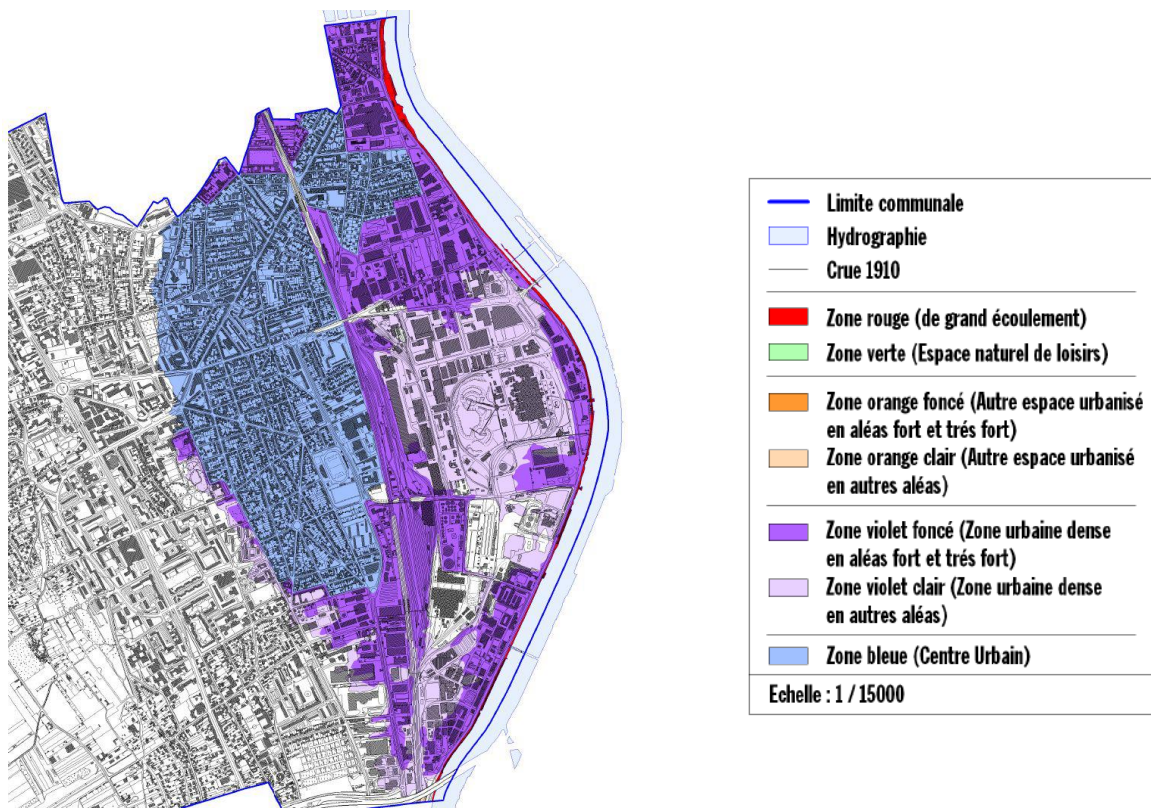 Limite communale
Hydrographie
Crue 1910
Zone rouge (de grand écoulement)
Zone verte (Espace naturel de loisirs)
Zone orange foncé (Autre espace urbanisé
en aléas fort et trés fort)
Zone orange clair (Autre espace urbanisé
en autres aléas)
Zone violet foncé (Zone urbaine dense
en aléas fort et trés fort)
Zone violet clair (Zone urbaine dense
en autres aléas)
Zone bleue (Centre Urbain)
Echelle : 1 / 15000